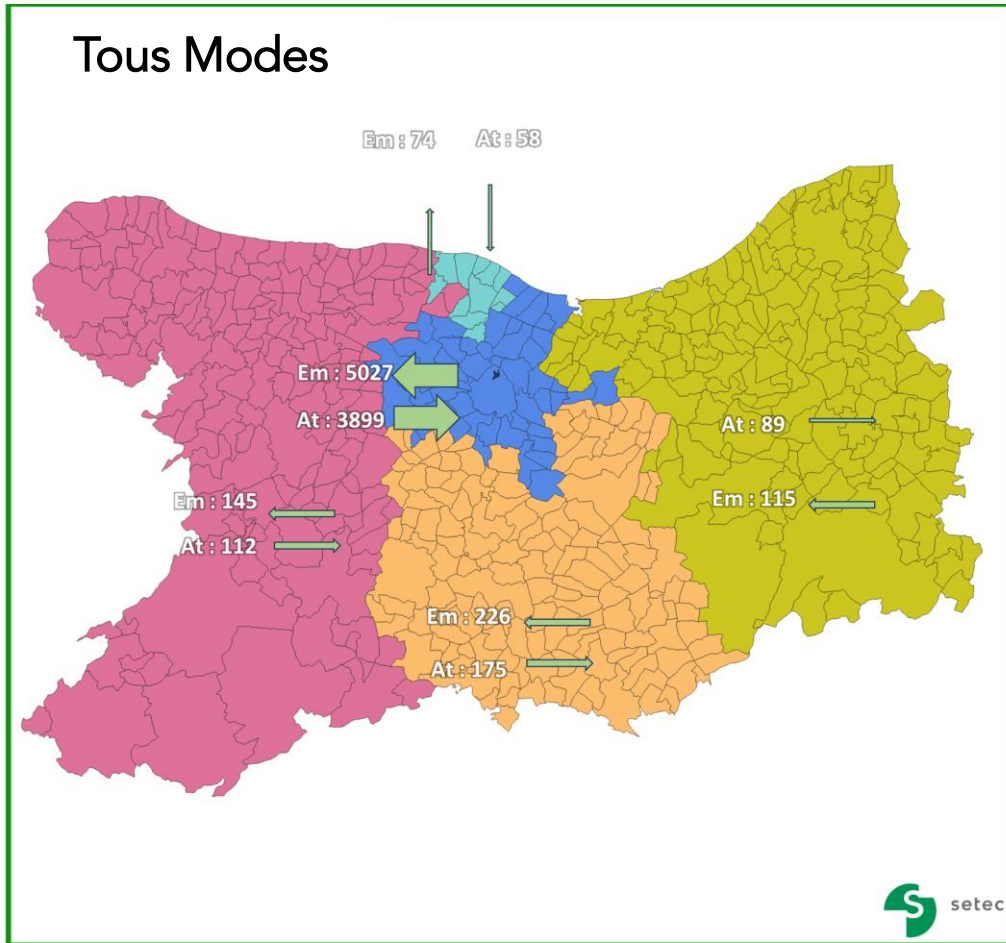 Tous Modes
Em : 74 At : 58
Em : 5027
At : 3899
At : 89
Em : 145
Em : 115
At : 112
Em : 226
At : 175
setec